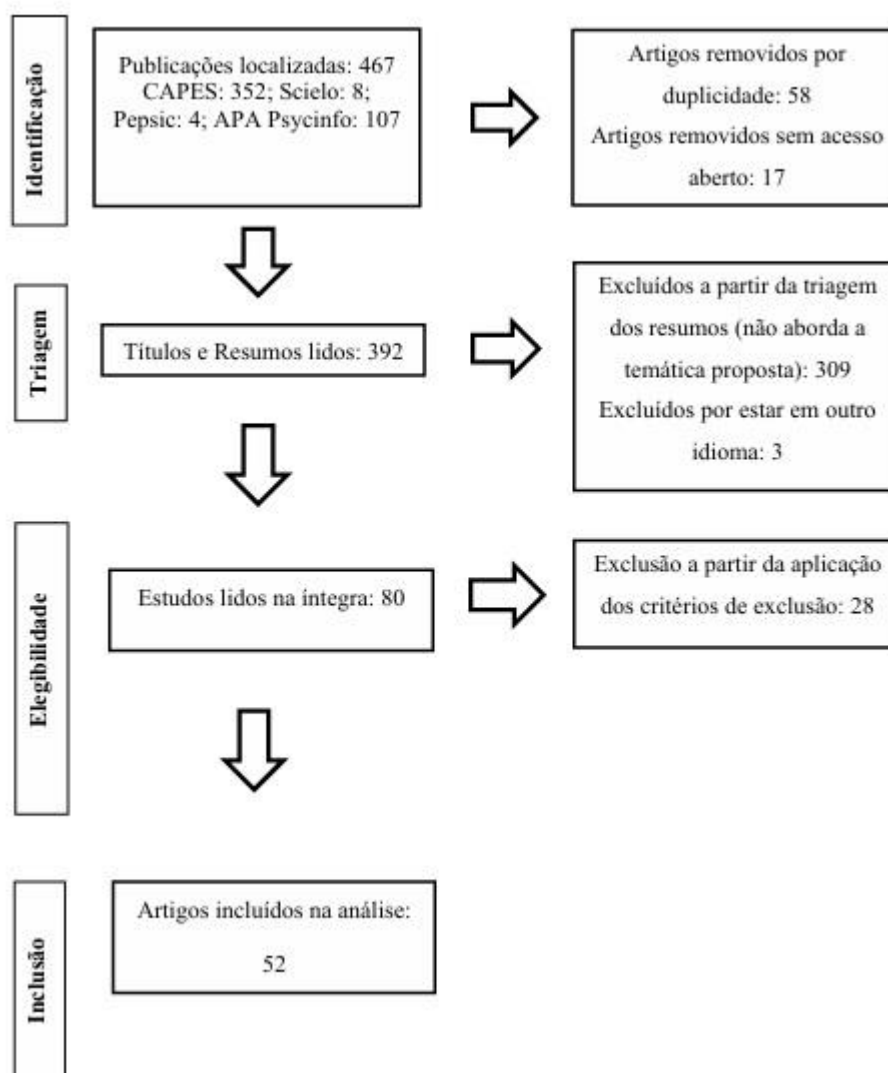 Identificação
Publicações localizadas: 467
CAPES: 352; Scielo: 8;
Pepsic: 4; APA Psycinfo: 107
Artigos removidos por
duplicidade: 58
Artigos removidos sem acesso
aberto: 17
Triagem
Títulos e Resumos lidos: 392
Excluídos a partir da triagem
dos resumos (não aborda a
temática proposta): 309
Excluídos por estar em outro
idioma: 3
Elegibilidade
Estudos lidos na íntegra: 80
Exclusão a partir da aplicação
dos critérios de exclusão: 28
Inclusão
Artigos incluídos na análise:
52